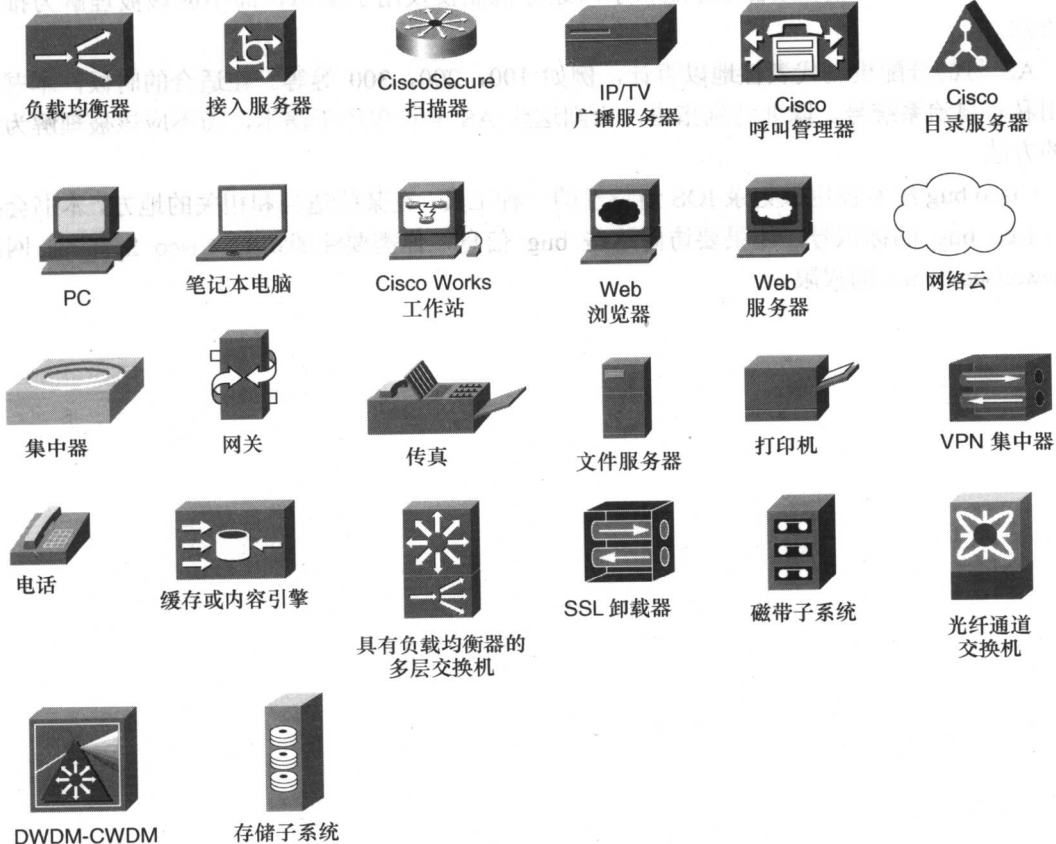 负载均衡器
接入服务器
CiscoSecure
扫描器
IP/TV
广播服务器
Cisco
呼叫管理器
Cisco
目录服务器
PC
笔记本电脑
Cisco Works
工作站
Web
浏览器
Web
服务器
网络云
集中器
网关
传真
文件服务器
打印机
VPN 集中器
电话
缓存或内容引擎
具有负载均衡器的
多层交换机
SSL 卸载器
磁带子系统
光纤通道
交换机
DWDM-CWDM
存储子系统